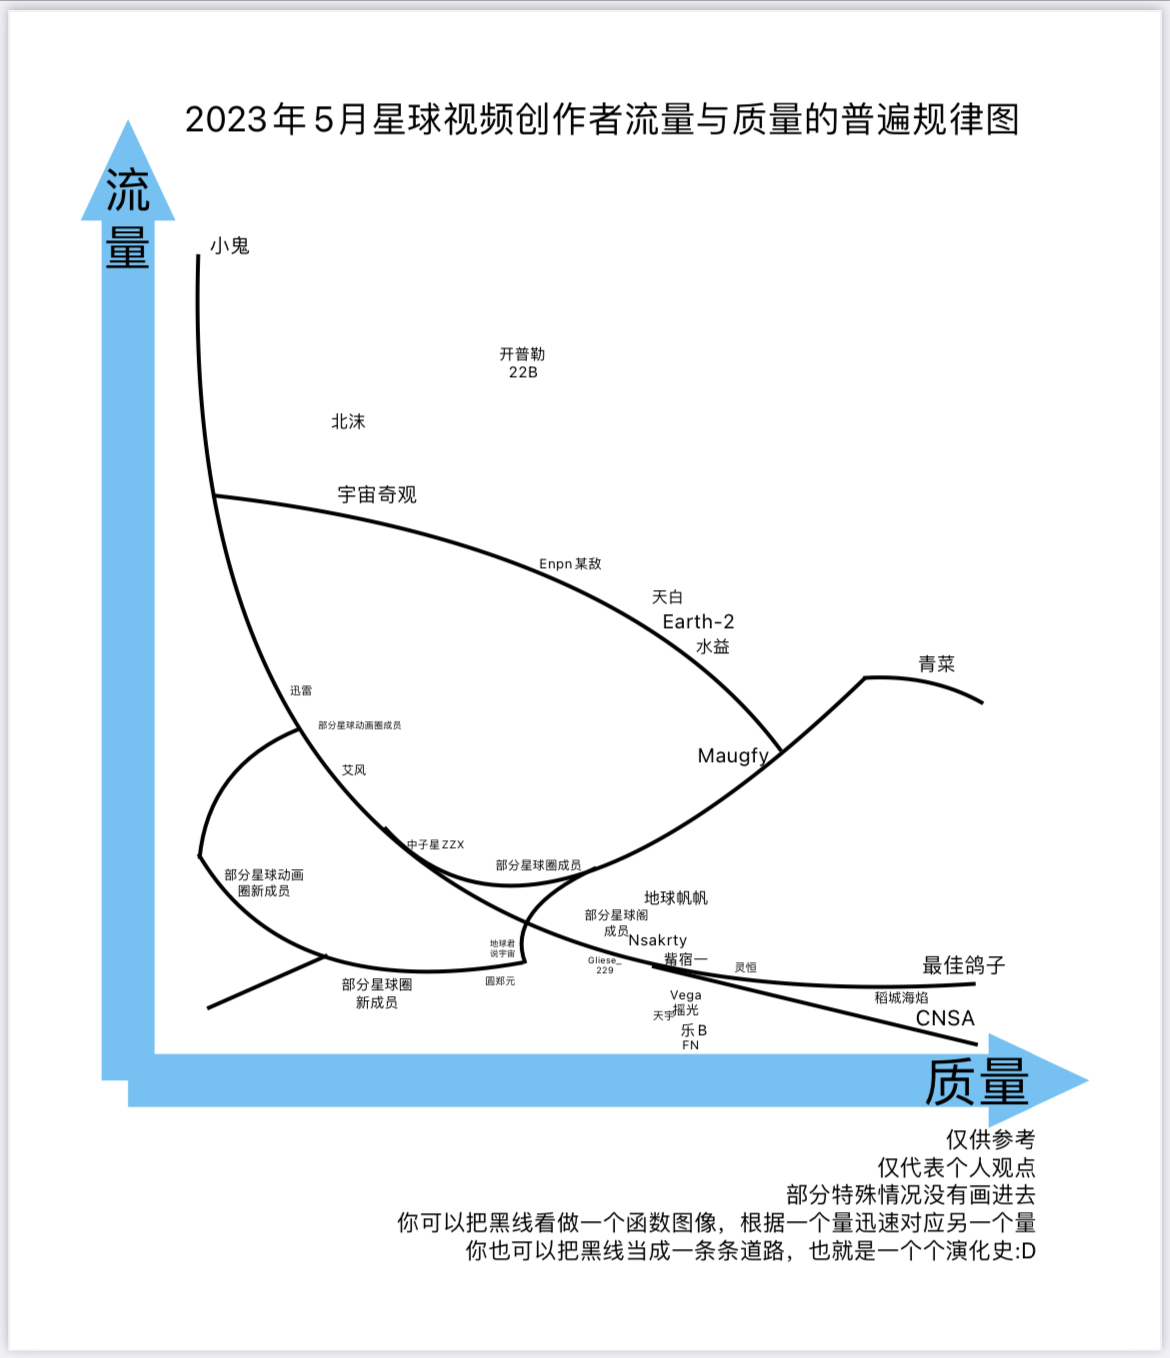 2023年5月星球视频创作者流量与质量的普遍规律图
流
量
小鬼
开普勒
22B
北沫
宇宙奇观
Enpn某敌
天白
Earth-2
水益
青菜
迅雷
部分星球动画圈成员
Maugfy
艾风
中子星ZZX
部分星球圈成员
部分星球动画
圈新成员
地球帆帆
部分星球阁
成员
Nsakrty
地球君
说宇宙
Gliese_
229
觜宿一
灵恒
最佳鸽子
圆郑元
部分星球圈
新成员
Vega
摇光
天宇
稻城海焰
CNSA
乐B
FN
质量
仅供参考
仅代表个人观点
部分特殊情况没有画进去
你可以把黑线看做一个函数图像，根据一个量迅速对应另一个量
你也可以把黑线当成一条条道路，也就是一个个演化史:D